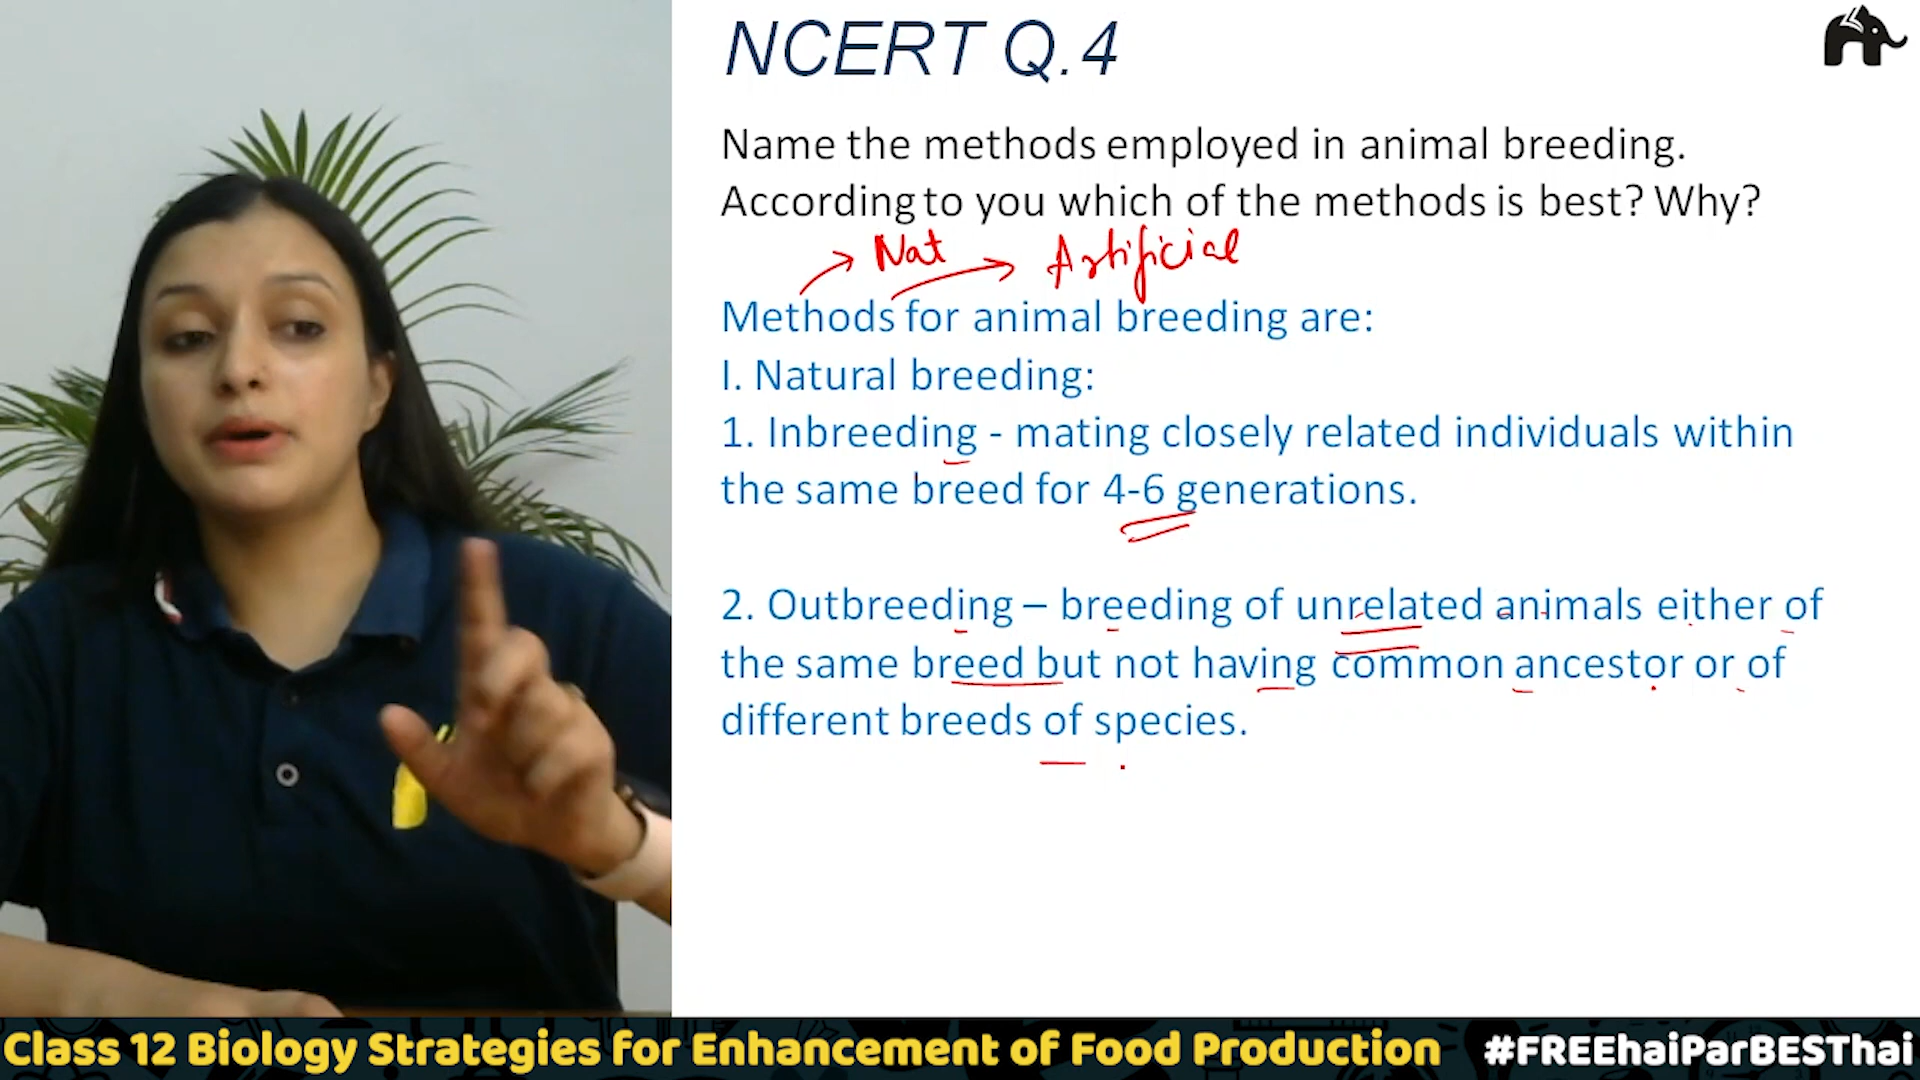 NCERT Q.4
Name the methods employed in animal breeding.
According to you which of the methods is best? Why?
Nat Artificial
Methods for animal breeding are:
I. Natural breeding:
1. Inbreeding - mating closely related individuals within
the same breed for 4-6 generations.
2. Outbreeding – breeding of unrelated animals either of
the same breed but not having common ancestor or of
different breeds of species.
Class 12 Biology Strategies for Enhancement of Food Production #FREEhaiParBESThai